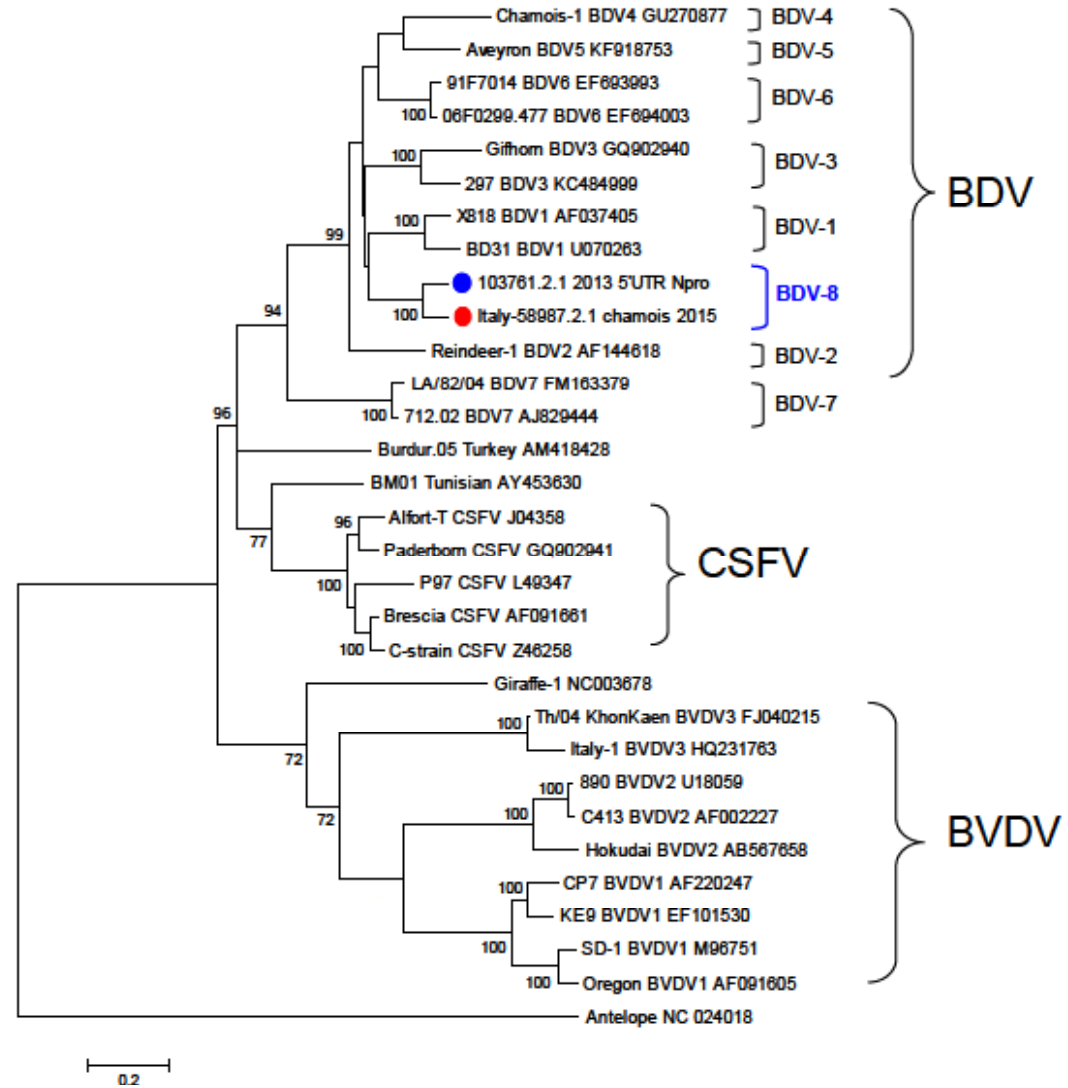 Chamois-1 BDV4 GU270877 BDV-4
Aveyron BDV5 KF918753 BDV-5
91F7014 BDV6 EF693993
BDV-6
100 06F0299.477 BDV6 EF694003
100 Gifhorn BDV3 GQ902940
BDV-3
297 BDV3 KC484999
BDV
100 X818 BDV1 AF037405
BDV-1
99 BD31 BDV1 U070263
103761.2.1 2013 5'UTR Npro
BDV-8
94 100 Italy-58987.2.1 chamois 2015
Reindeer-1 BDV2 AF144618 BDV-2
LA/82/04 BDV7 FM163379
BDV-7
96 100 712.02 BDV7 AJ829444
Burdur.05 Turkey AM418428
BM01 Tunisian AY453630
96 Alfort-T CSFV J04358
77 Paderborn CSFV GQ902941
CSFV
100 P97 CSFV L49347
Brescia CSFV AF091661
100 C-strain CSFV Z46258
Giraffe-1 NC003678
100 Th/04 KhonKaen BVDV3 FJ040215
72 Italy-1 BVDV3 HQ231763
100 890 BVDV2 U18059
72 100 C413 BVDV2 AF002227
BVDV
Hokudai BVDV2 AB567658
100 CP7 BVDV1 AF220247
KE9 BVDV1 EF101530
100 SD-1 BVDV1 M96751
100 Oregon BVDV1 AF091605
Antelope NC 024018
0.2